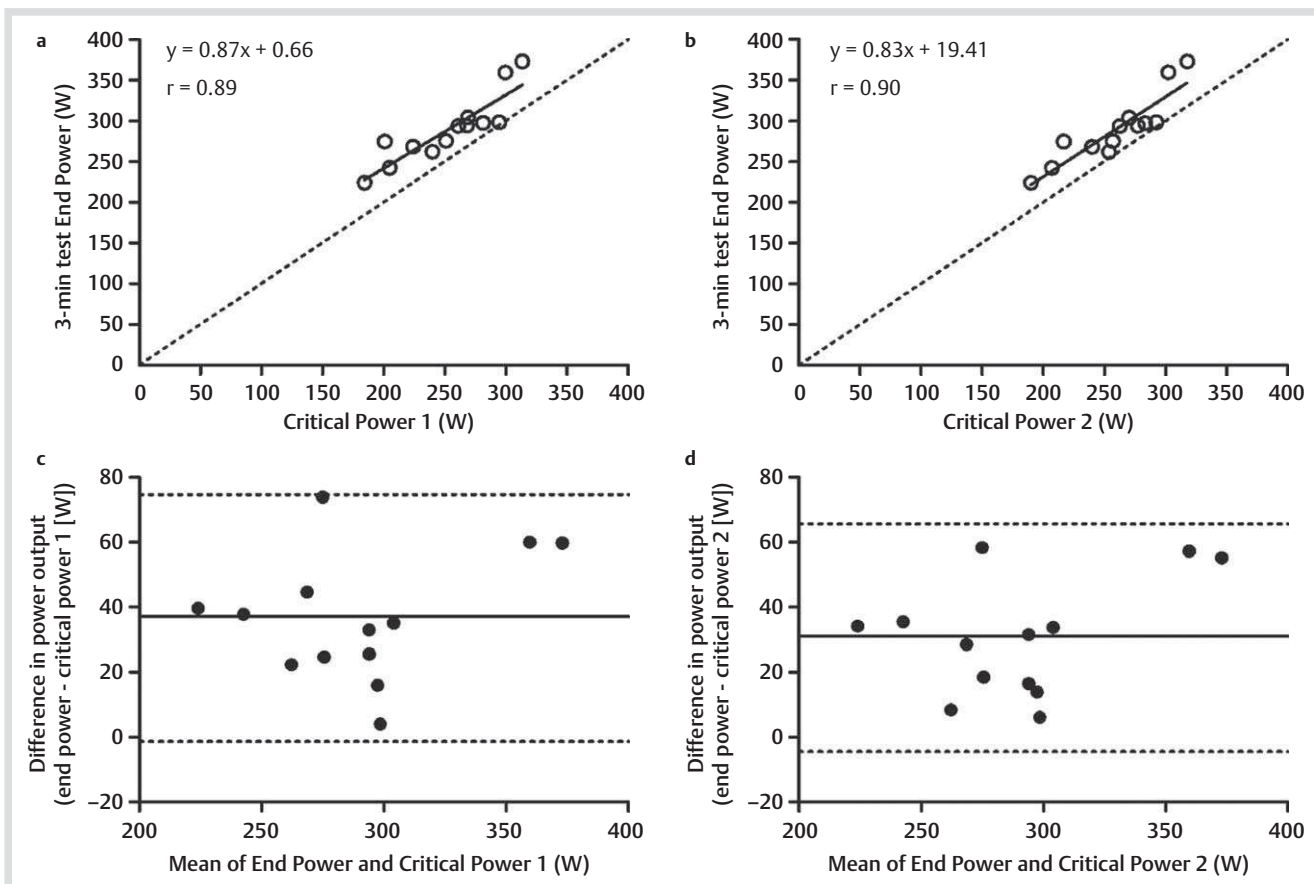 a
y = 0.87x + 0.66
r = 0.89
400
350
300
250
200
150
100
50
0
3-min test End Power (W)
0 50 100 150 200 250 300 350 400
Critical Power 1 (W)
b
y = 0.83x + 19.41
r = 0.90
400
350
300
250
200
150
100
50
0
3-min test End Power (W)
0 50 100 150 200 250 300 350 400
Critical Power 2 (W)
c
80
60
40
20
0
–20
Difference in power output
(end power - critical power 1 [W])
200 250 300 350 400
Mean of End Power and Critical Power 1 (W)
d
80
60
40
20
0
–20
Difference in power output
(end power - critical power 2 [W])
200 250 300 350 400
Mean of End Power and Critical Power 2 (W)